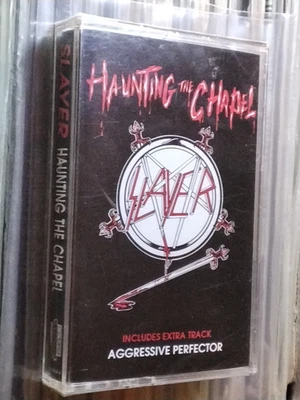 SLAYER HAUNTING THE CHAPEL
HAUNTING THE CHAPEL
SLAYER
INCLUDES EXTRA TRACK
AGGRESSIVE PERFECTOR